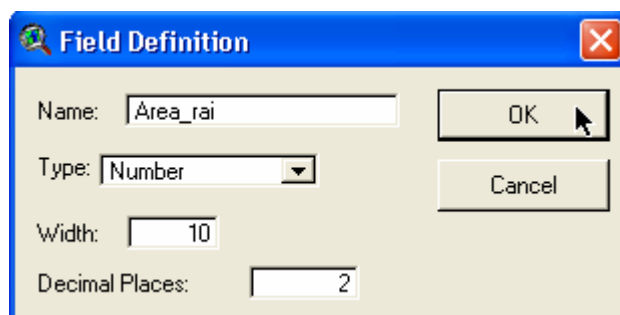 Field Definition
Name: Area_rai
OK
Type: Number
Cancel
Width: 10
Decimal Places: 2